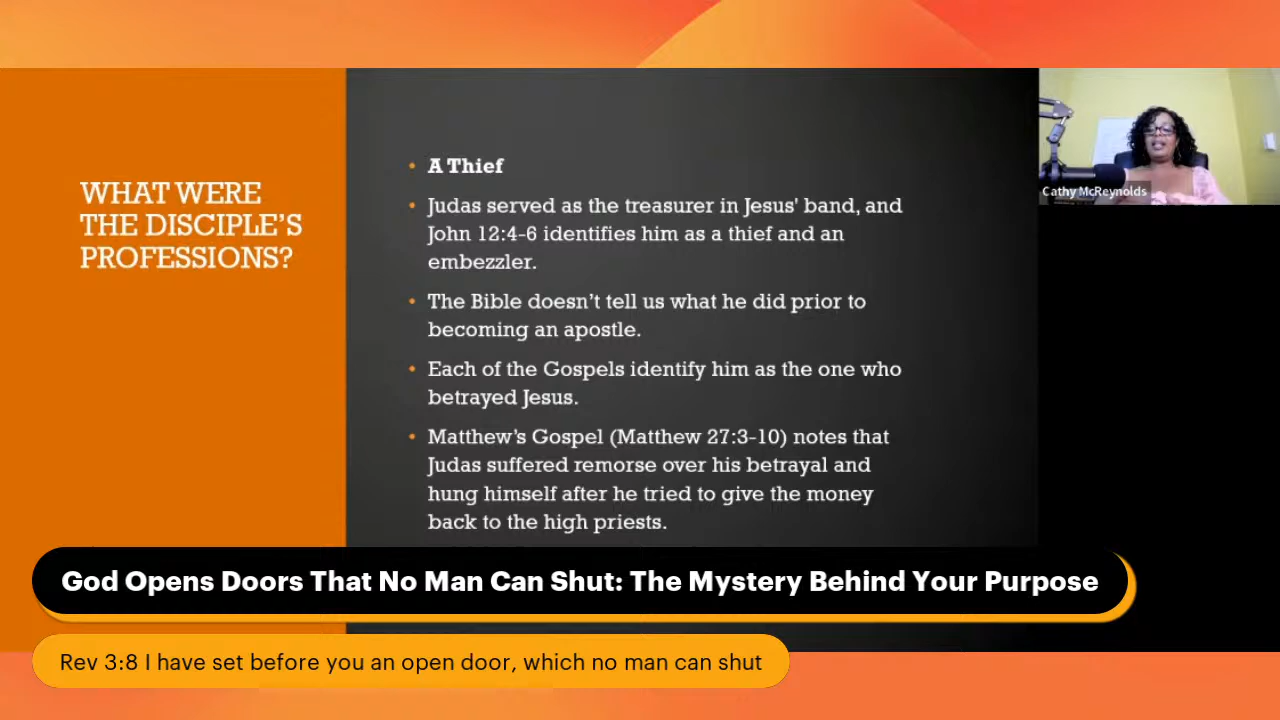 WHAT WERE
THE DISCIPLE'S
PROFESSIONS?
• A Thief
• Judas served as the treasurer in Jesus' band, and
John 12:4-6 identifies him as a thief and an
embezzler.
• The Bible doesn't tell us what he did prior to
becoming an apostle.
• Each of the Gospels identify him as the one who
betrayed Jesus.
• Matthew's Gospel (Matthew 27:3-10) notes that
Judas suffered remorse over his betrayal and
hung himself after he tried to give the money
back to the high priests.
Cathy McReynolds
God Opens Doors That No Man Can Shut: The Mystery Behind Your Purpose
Rev 3:8 I have set before you an open door, which no man can shut